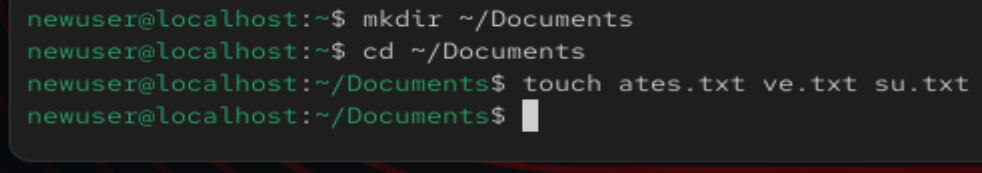 newuser@localhost:~$ mkdir ~/Documents
newuser@localhost:~$ cd ~/Documents
newuser@localhost:~/Documents$ touch ates.txt ve.txt su.txt
newuser@localhost:~/Documents$